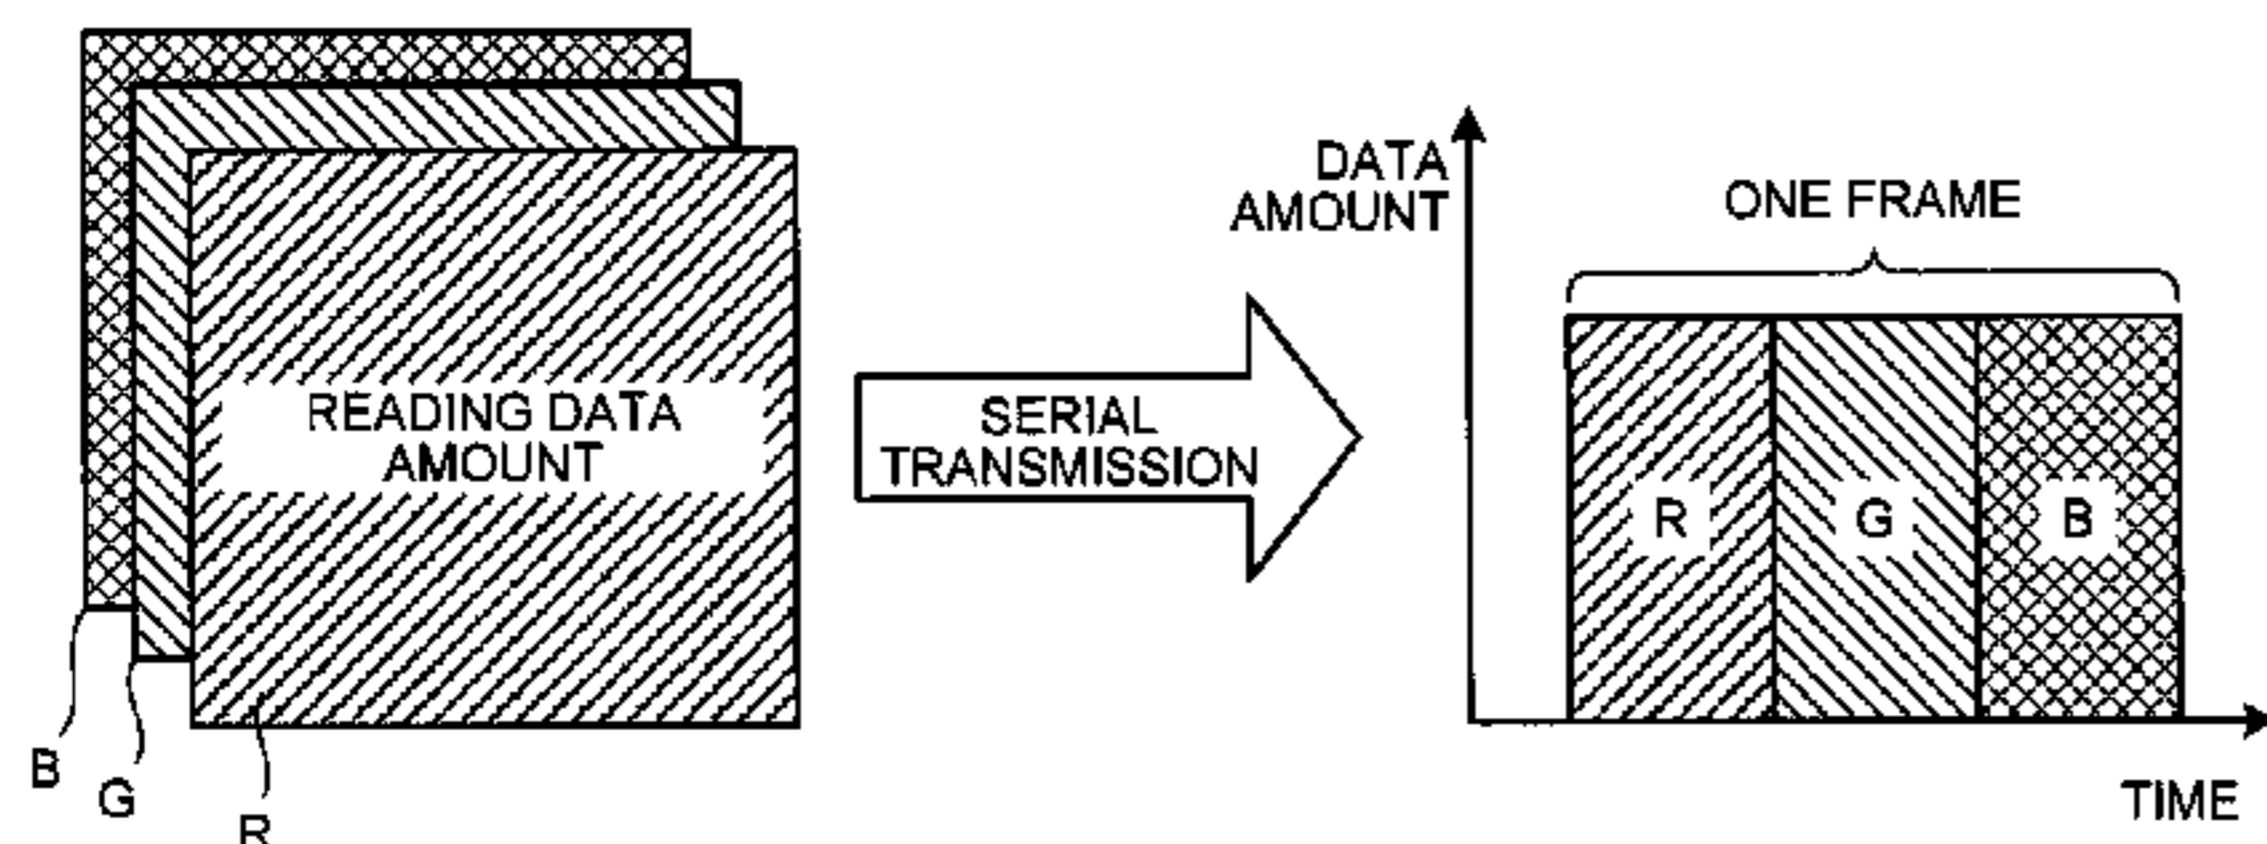 READING DATA
AMOUNT
B
G
R
SERIAL
TRANSMISSION
DATA
AMOUNT
ONE FRAME
R
G
B
TIME